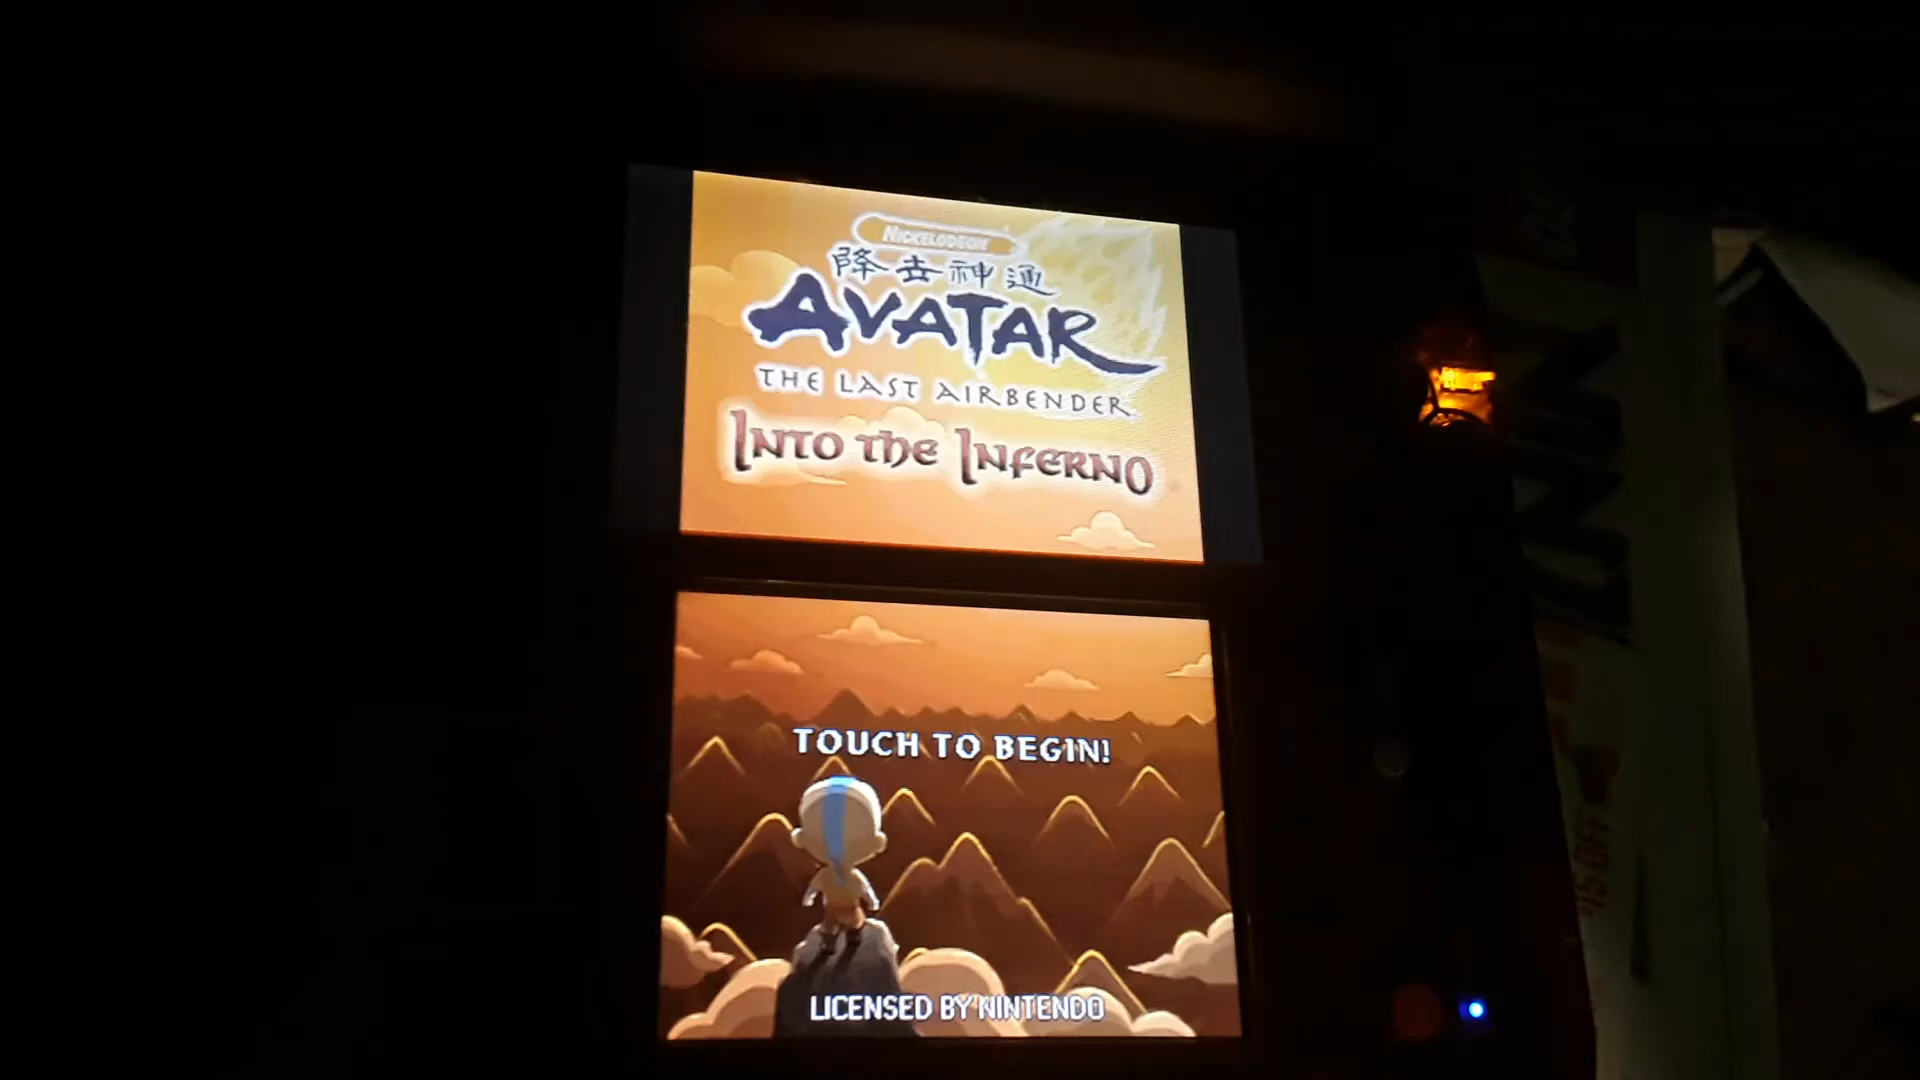 NICKELODEON
降去神通
AVATAR
THE LAST AIRBENDER
INTO THE INFERNO
TOUCH TO BEGIN!
LICENSED BY NINTENDO